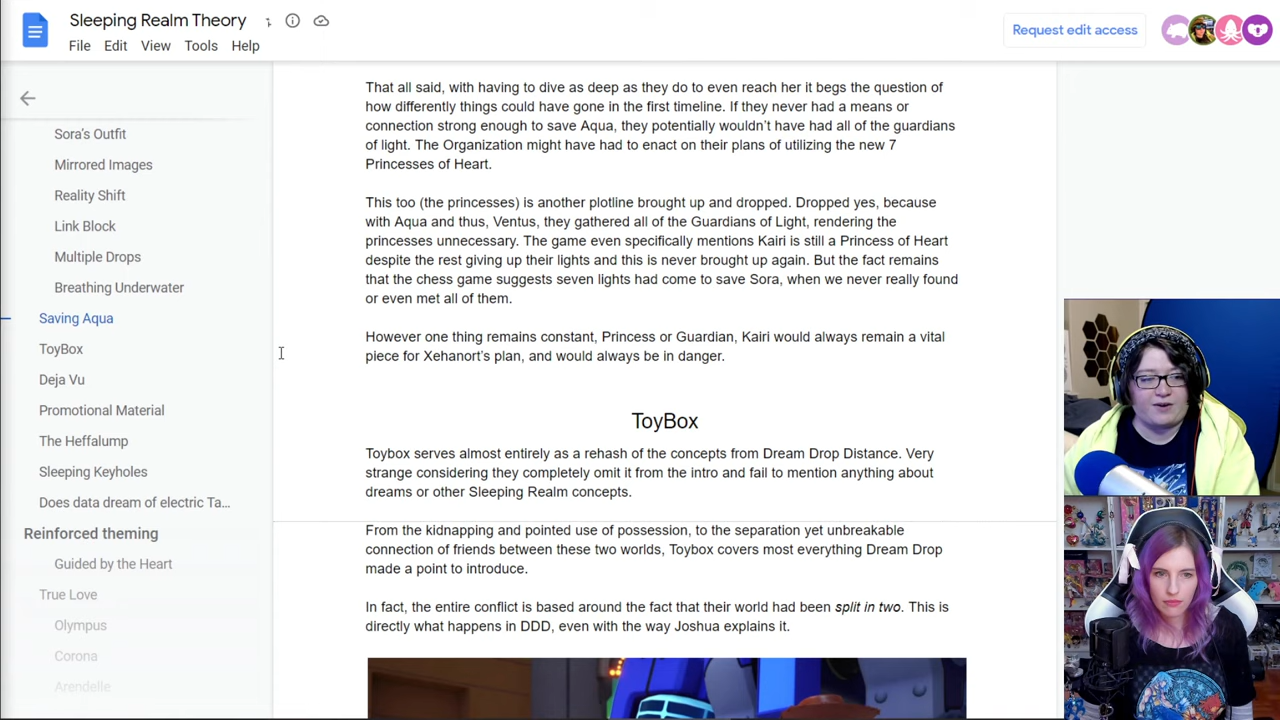 Sleeping Realm Theory
File Edit View Tools Help
Request edit access
Sora's Outfit
Mirrored Images
Reality Shift
Link Block
Multiple Drops
Breathing Underwater
Saving Aqua
ToyBox
Deja Vu
Promotional Material
The Heffalump
Sleeping Keyholes
Does data dream of electric Ta...
Reinforced theming
Guided by the Heart
True Love
Olympus
Corona
Arendelle
That all said, with having to dive as deep as they do to even reach her it begs the question of
how differently things could have gone in the first timeline. If they never had a means or
connection strong enough to save Aqua, they potentially wouldn't have had all of the guardians
of light. The Organization might have had to enact on their plans of utilizing the new 7
Princesses of Heart.
This too (the princesses) is another plotline brought up and dropped. Dropped yes, because
with Aqua and thus, Ventus, they gathered all of the Guardians of Light, rendering the
princesses unnecessary. The game even specifically mentions Kairi is still a Princess of Heart
despite the rest giving up their lights and this is never brought up again. But the fact remains
that the chess game suggests seven lights had come to save Sora, when we never really found
or even met all of them.
However one thing remains constant, Princess or Guardian, Kairi would always remain a vital
piece for Xehanort's plan, and would always be in danger.
ToyBox
Toybox serves almost entirely as a rehash of the concepts from Dream Drop Distance. Very
strange considering they completely omit it from the intro and fail to mention anything about
dreams or other Sleeping Realm concepts.
From the kidnapping and pointed use of possession, to the separation yet unbreakable
connection of friends between these two worlds, Toybox covers most everything Dream Drop
made a point to introduce.
In fact, the entire conflict is based around the fact that their world had been split in two. This is
directly what happens in DDD, even with the way Joshua explains it.